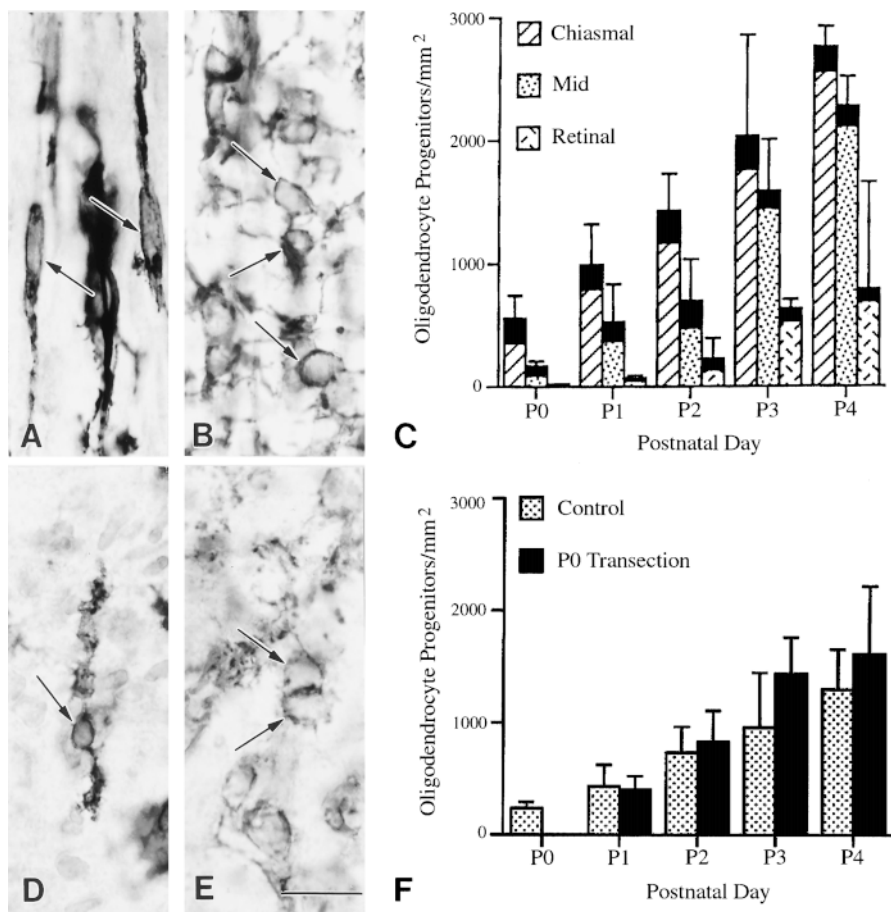 A
B
C
3000
2000
1000
0
Oligodendrocyte Progenitors/mm2
Chiasmal
Mid
Retinal
P0 P1 P2 P3 P4
Postnatal Day
D
E
F
3000
2000
1000
0
Oligodendrocyte Progenitors/mm2
Control
P0 Transection
P0 P1 P2 P3 P4
Postnatal Day